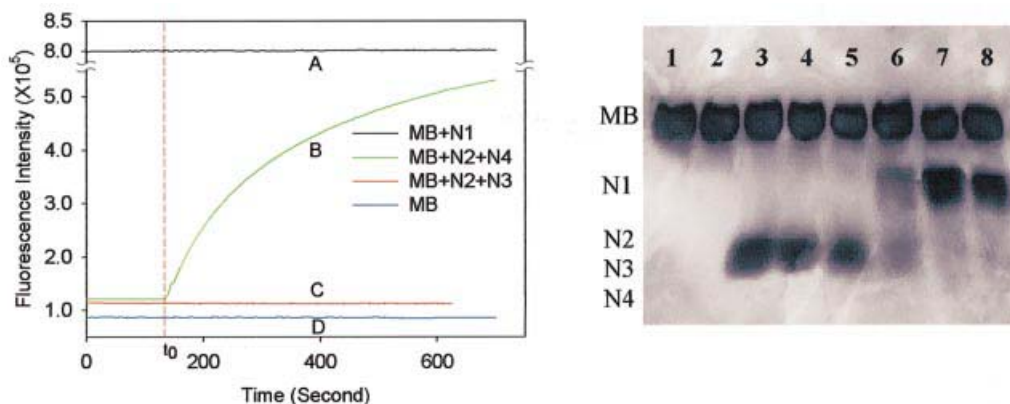 Fluorescence Intensity (X10⁵)
8.5
8.0
5.0
4.0
3.0
2.0
1.0
A
B
C
D
MB+N1
MB+N2+N4
MB+N2+N3
MB
0
t0
200
400
600
Time (Second)
1 2 3 4 5 6 7 8
MB
N1
N2
N3
N4